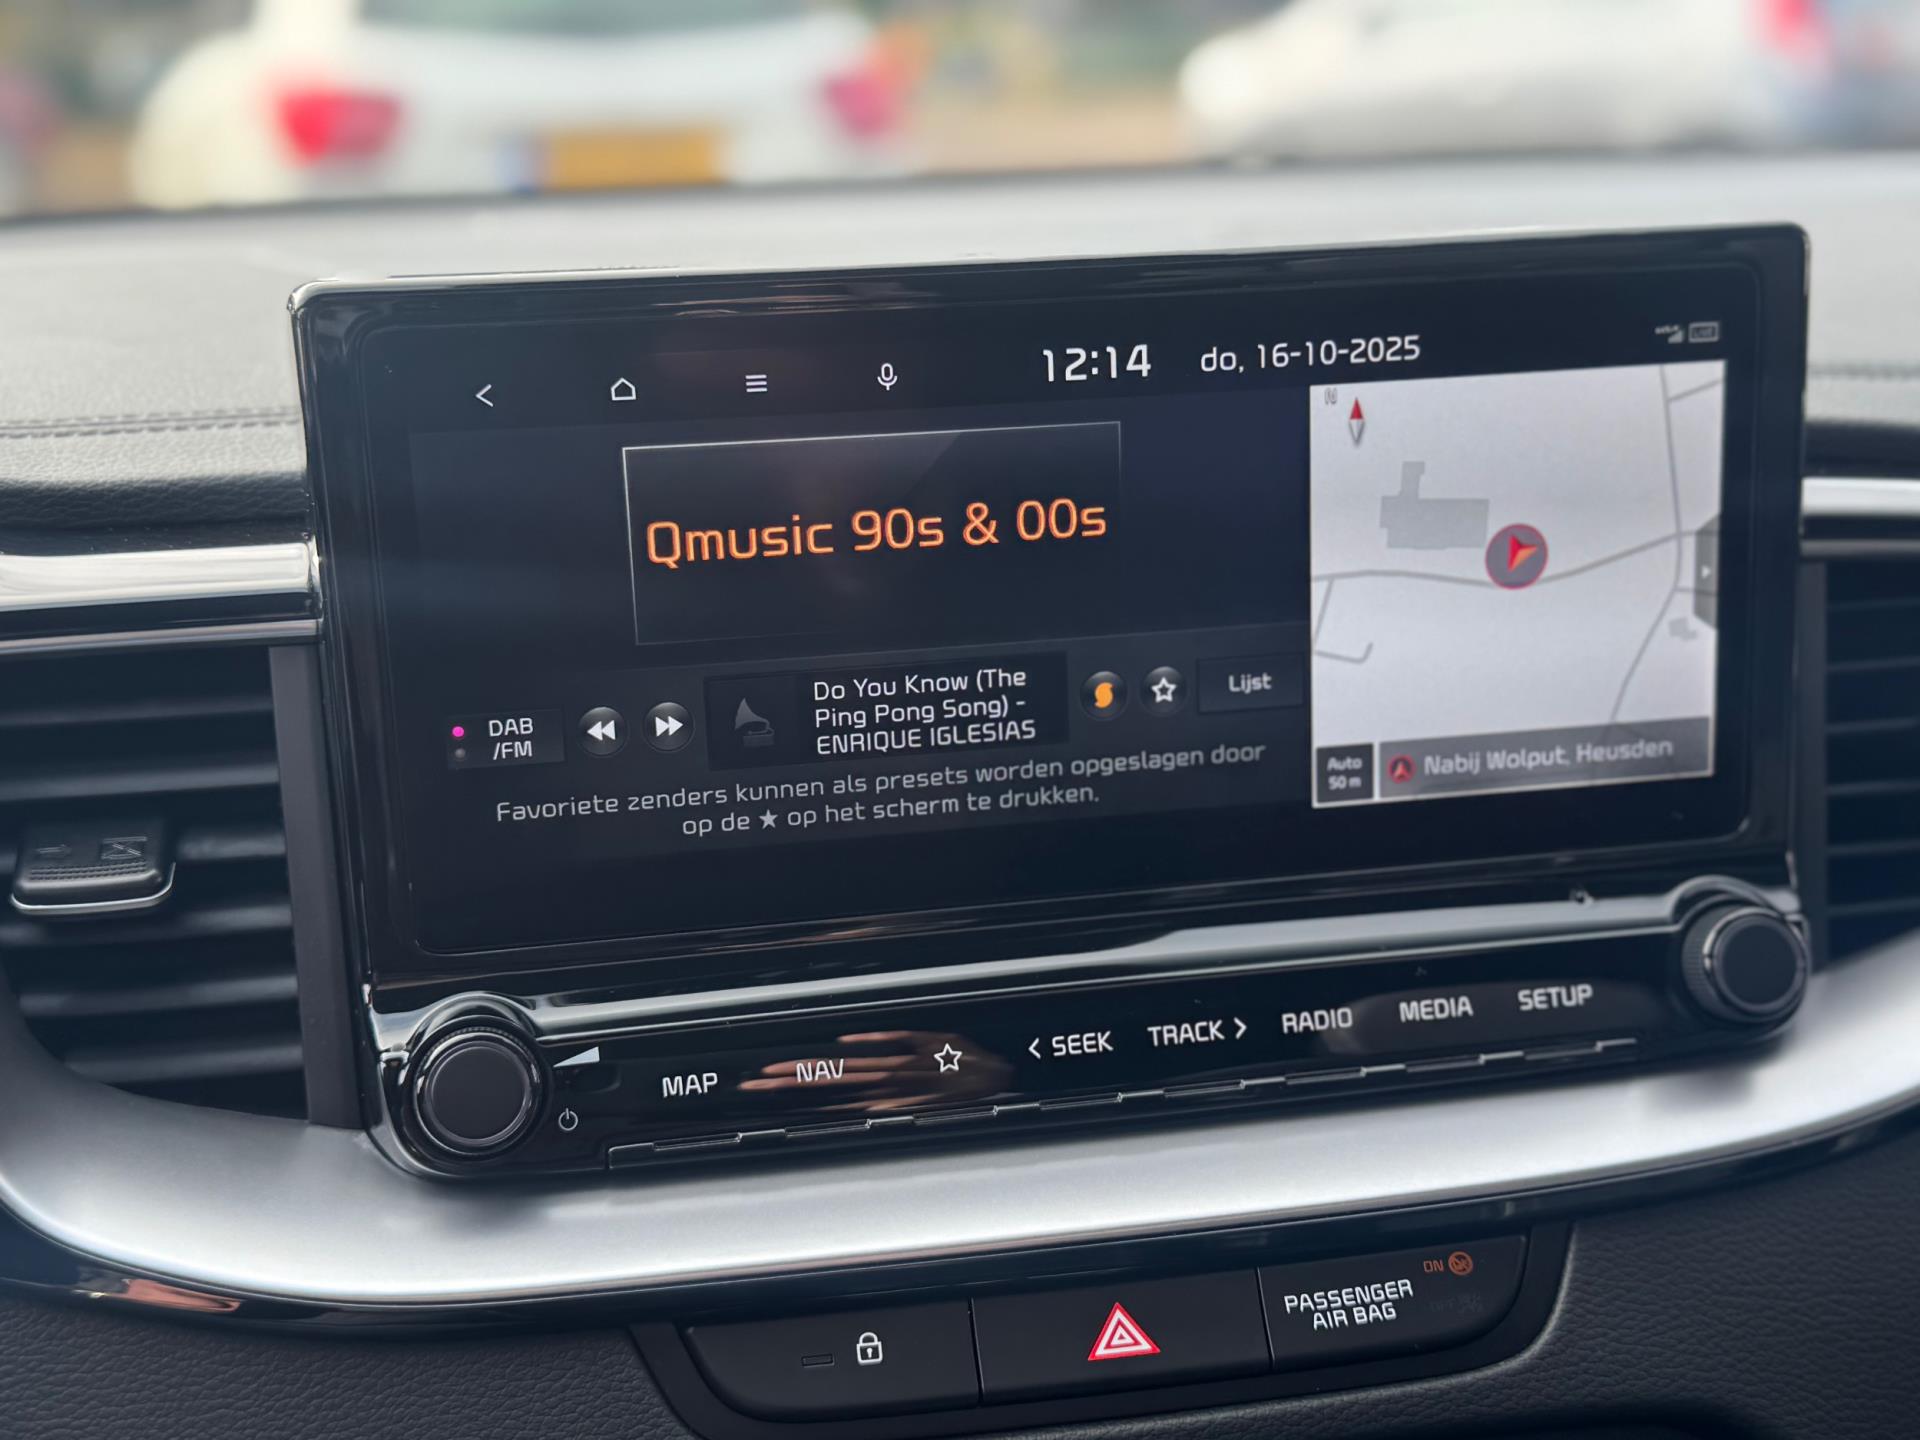 12:14 do, 16-10-2025
N
Qmusic 90s & 00s
DAB
/FM
Do You Know (The
Ping Pong Song) -
ENRIQUE IGLESIAS
Lijst
Favoriete zenders kunnen als presets worden opgeslagen door
op de ★ op het scherm te drukken.
Auto
50 m
Nabij Wolput, Heusden
MAP
NAV
< SEEK
TRACK >
RADIO
MEDIA
SETUP
PASSENGER
AIR BAG
ON